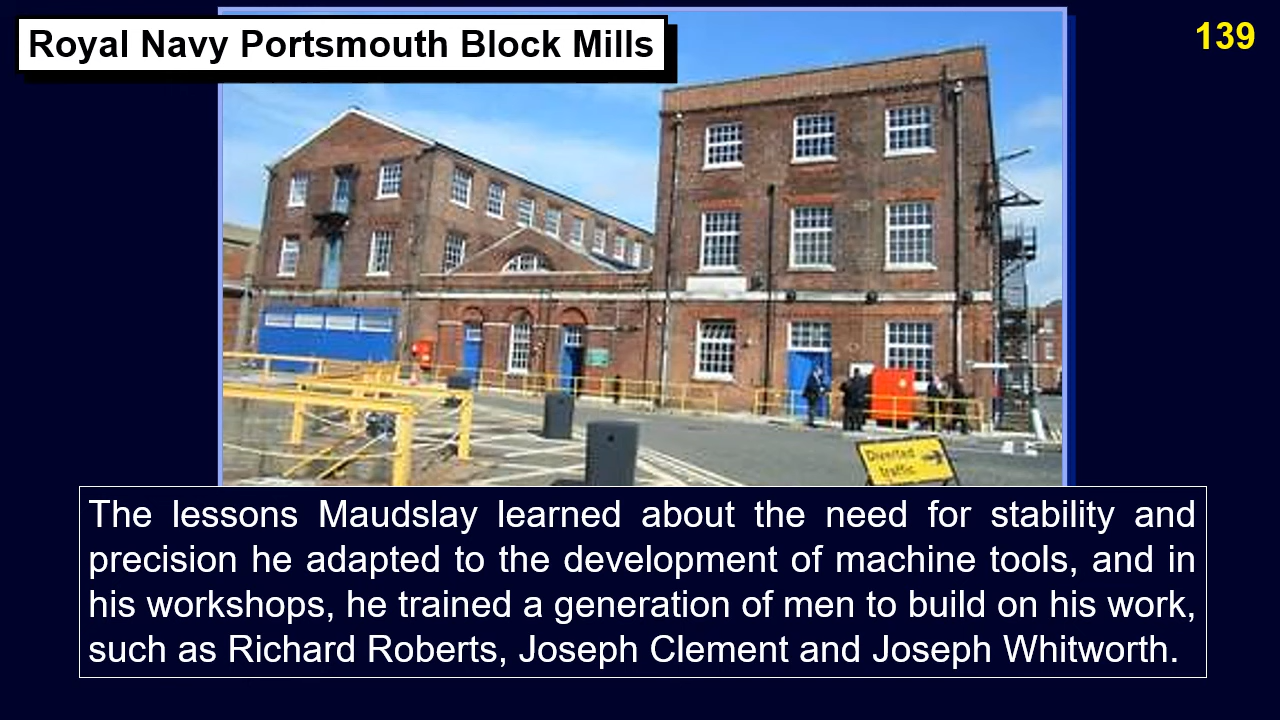 Royal Navy Portsmouth Block Mills
139
Diverted
traffic
The lessons Maudslay learned about the need for stability and
precision he adapted to the development of machine tools, and in
his workshops, he trained a generation of men to build on his work,
such as Richard Roberts, Joseph Clement and Joseph Whitworth.